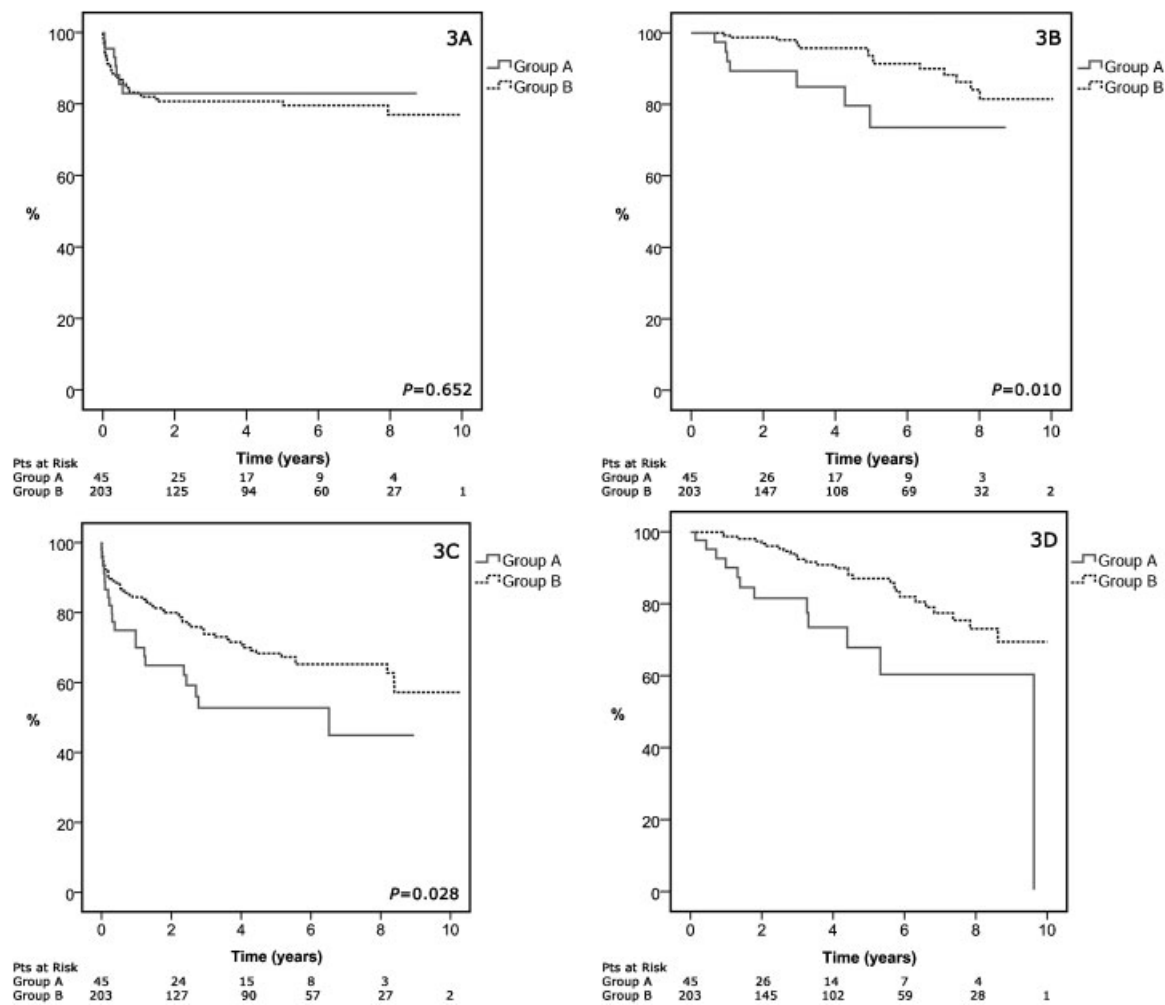 3A
Group A
Group B
100
80
60
%
40
20
0
P=0.652
0 2 4 6 8 10
Time (years)
Pts at Risk
Group A 45 25 17 9 4
Group B 203 125 94 60 27 1
3B
Group A
Group B
100
80
60
%
40
20
0
P=0.010
0 2 4 6 8 10
Time (years)
Pts at Risk
Group A 45 26 17 9 3
Group B 203 147 108 69 32 2
3C
Group A
Group B
100
80
60
%
40
20
0
P=0.028
0 2 4 6 8 10
Time (years)
Pts at Risk
Group A 45 24 15 8 3
Group B 203 127 90 57 27 2
3D
Group A
Group B
100
80
60
%
40
20
0
0 2 4 6 8 10
Time (years)
Pts at Risk
Group A 45 26 14 7 4
Group B 203 145 102 59 28 1